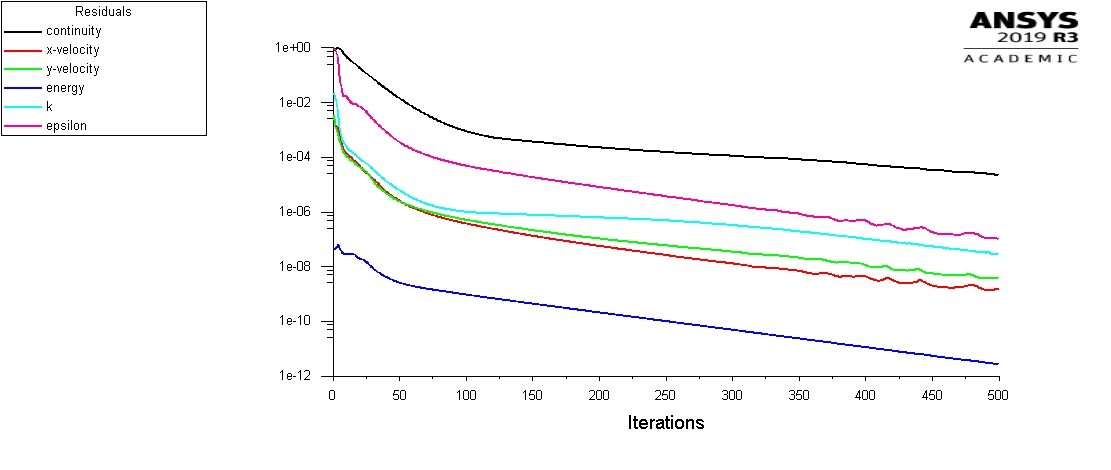 Residuals
continuity
x-velocity
y-velocity
energy
k
epsilon
ANSYS
2019 R3
ACADEMIC
1e+00
1e-02
1e-04
1e-06
1e-08
1e-10
1e-12
0 50 100 150 200 250 300 350 400 450 500
Iterations